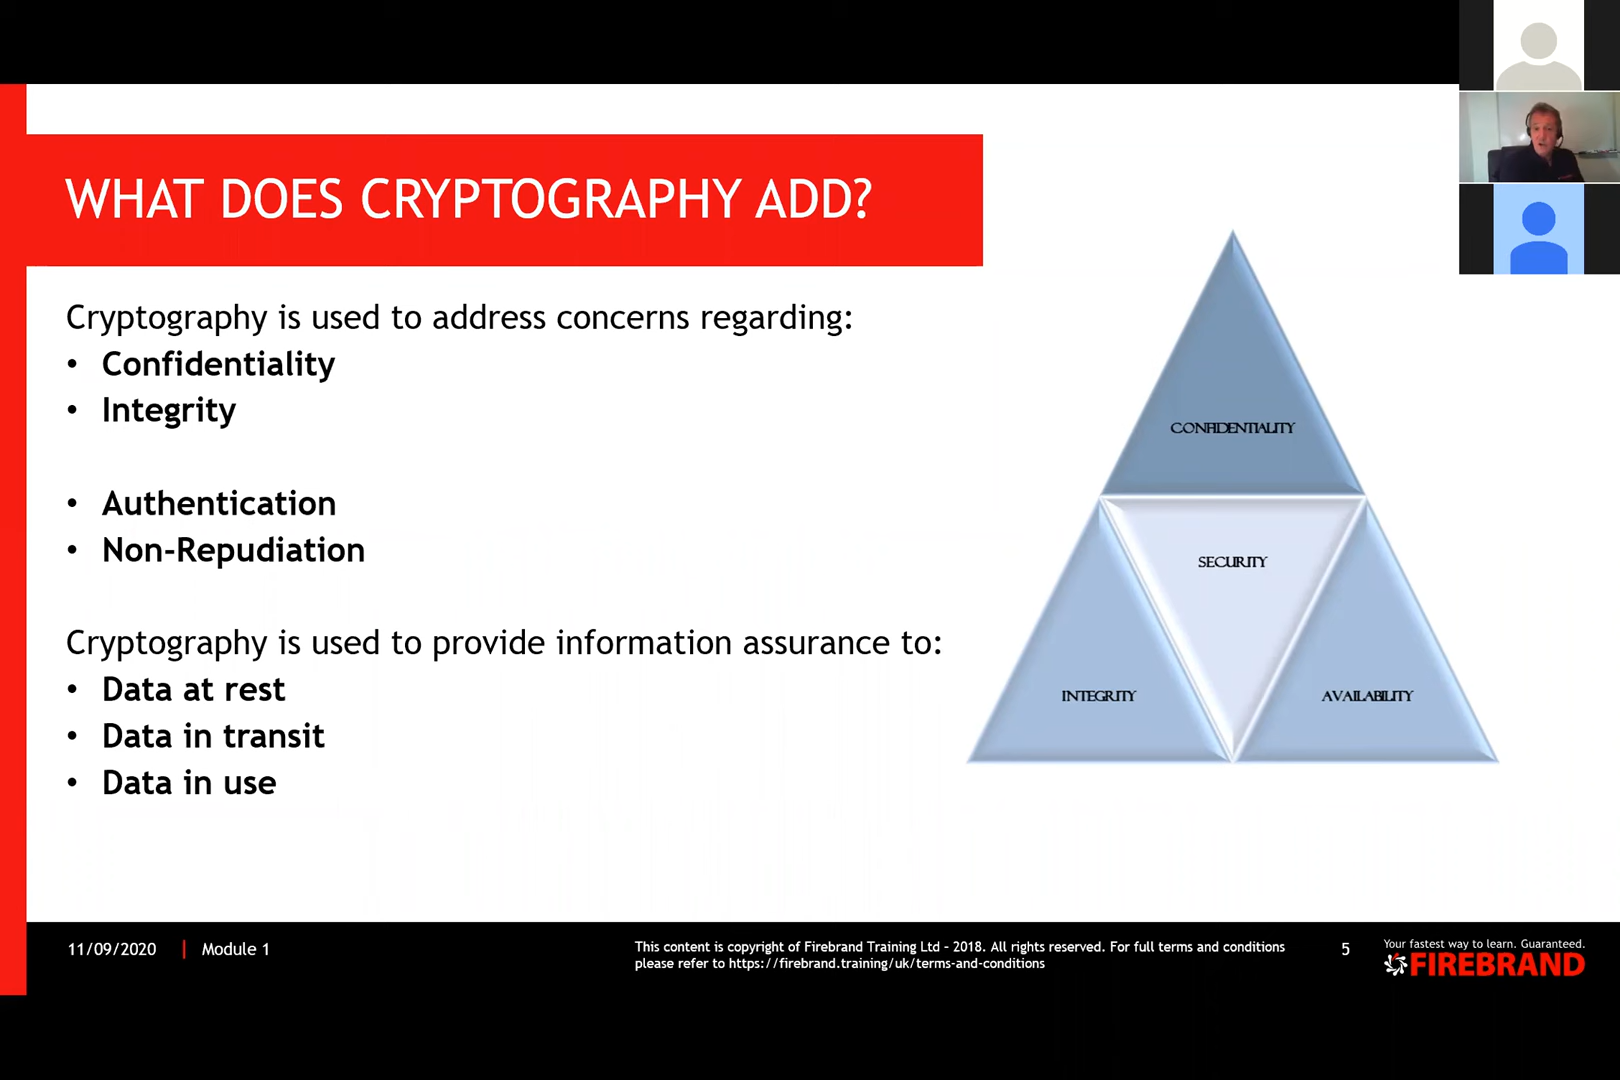 WHAT DOES CRYPTOGRAPHY ADD?
Cryptography is used to address concerns regarding:
• Confidentiality
• Integrity
• Authentication
• Non-Repudiation
Cryptography is used to provide information assurance to:
• Data at rest
• Data in transit
• Data in use
CONFIDENTIALITY
SECURITY
INTEGRITY
AVAILABILITY
11/09/2020 | Module 1
This content is copyright of Firebrand Training Ltd – 2018. All rights reserved. For full terms and conditions
please refer to https://firebrand.training/uk/terms-and-conditions
5
Your fastest way to learn. Guaranteed.
FIREBRAND